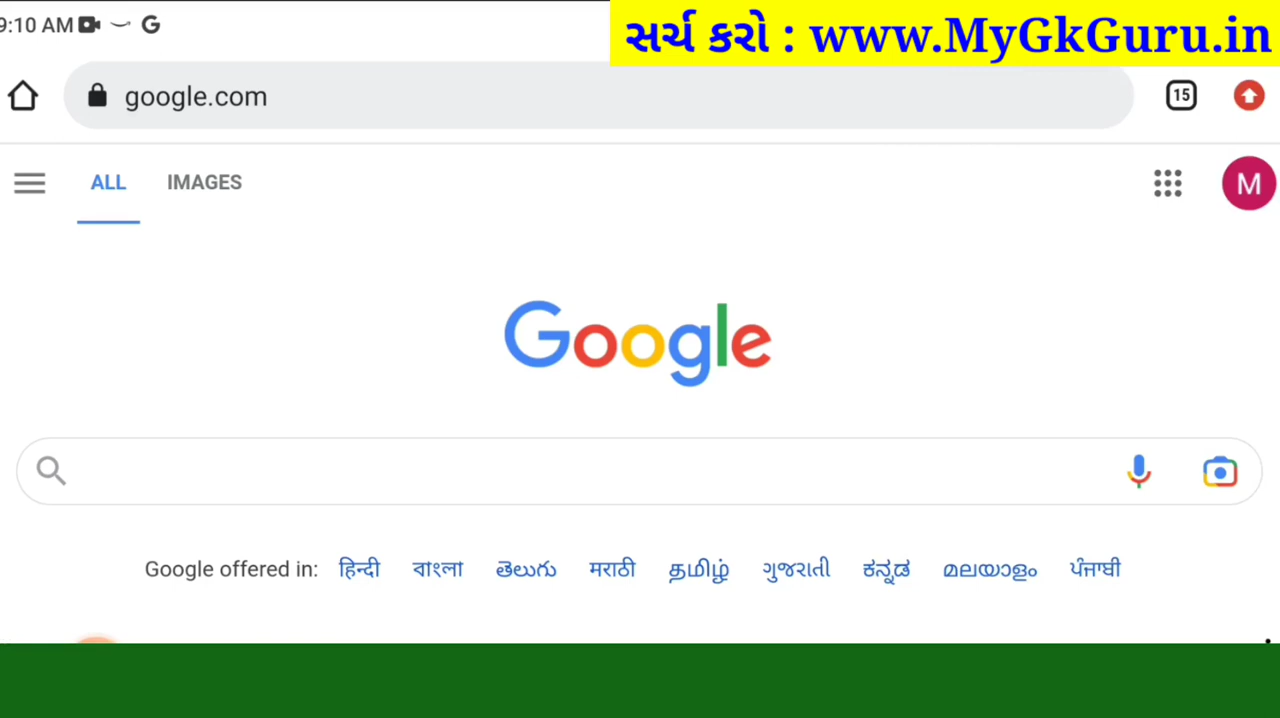 9:10 AM G
સર્ચ કરો : www.MyGkGuru.in
google.com
15
ALL IMAGES
M
Google
Google offered in: हिन्दी বাংলা తెలుగు मराठी தமிழ் ગુજરાતી ಕನ್ನಡ മലയാളം ਪੰਜਾਬੀ